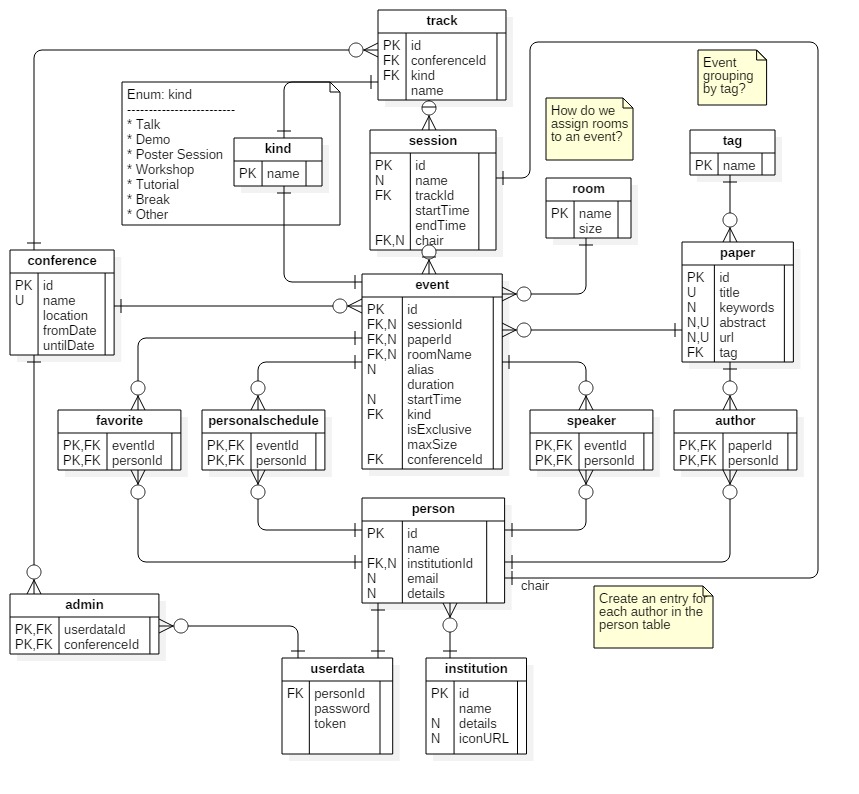 track
PK id
FK conferenceId
FK kind
name
Enum: kind
-------------------------
* Talk
* Demo
* Poster Session
* Workshop
* Tutorial
* Break
* Other
kind
PK name
session
PK id
N name
FK trackId
startTime
endTime
FK,N chair
How do we
assign rooms
to an event?
Event
grouping
by tag?
tag
PK name
room
PK name
size
conference
PK id
U name
location
fromDate
untilDate
event
PK id
FK,N sessionId
FK,N paperId
FK,N roomName
N alias
duration
N startTime
FK kind
isExclusive
maxSize
FK conferenceId
paper
PK id
U title
N keywords
N,U abstract
N,U url
FK tag
favorite
PK,FK eventId
PK,FK personId
personalschedule
PK,FK eventId
PK,FK personId
speaker
PK,FK eventId
PK,FK personId
author
PK,FK paperId
PK,FK personId
person
PK id
name
FK,N institutionId
N email
N details
chair
Create an entry for
each author in the
person table
admin
PK,FK userdataId
PK,FK conferenceId
userdata
FK personId
password
token
institution
PK id
name
N details
N iconURL